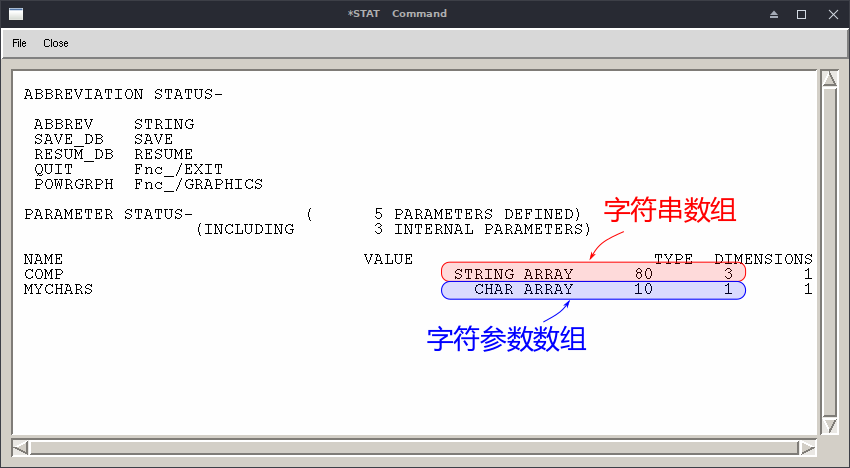 *STAT Command
File Close
ABBREVIATION STATUS-
ABBREV STRING
SAVE_DB SAVE
RESUM_DB RESUME
QUIT Fnc_/EXIT
POWRGRPH Fnc_/GRAPHICS
PARAMETER STATUS- ( 5 PARAMETERS DEFINED)
(INCLUDING 3 INTERNAL PARAMETERS)
字符串数组
NAME VALUE TYPE DIMENSIONS
COMP STRING ARRAY 80 3 1
MYCHARS CHAR ARRAY 10 1 1
字符参数数组